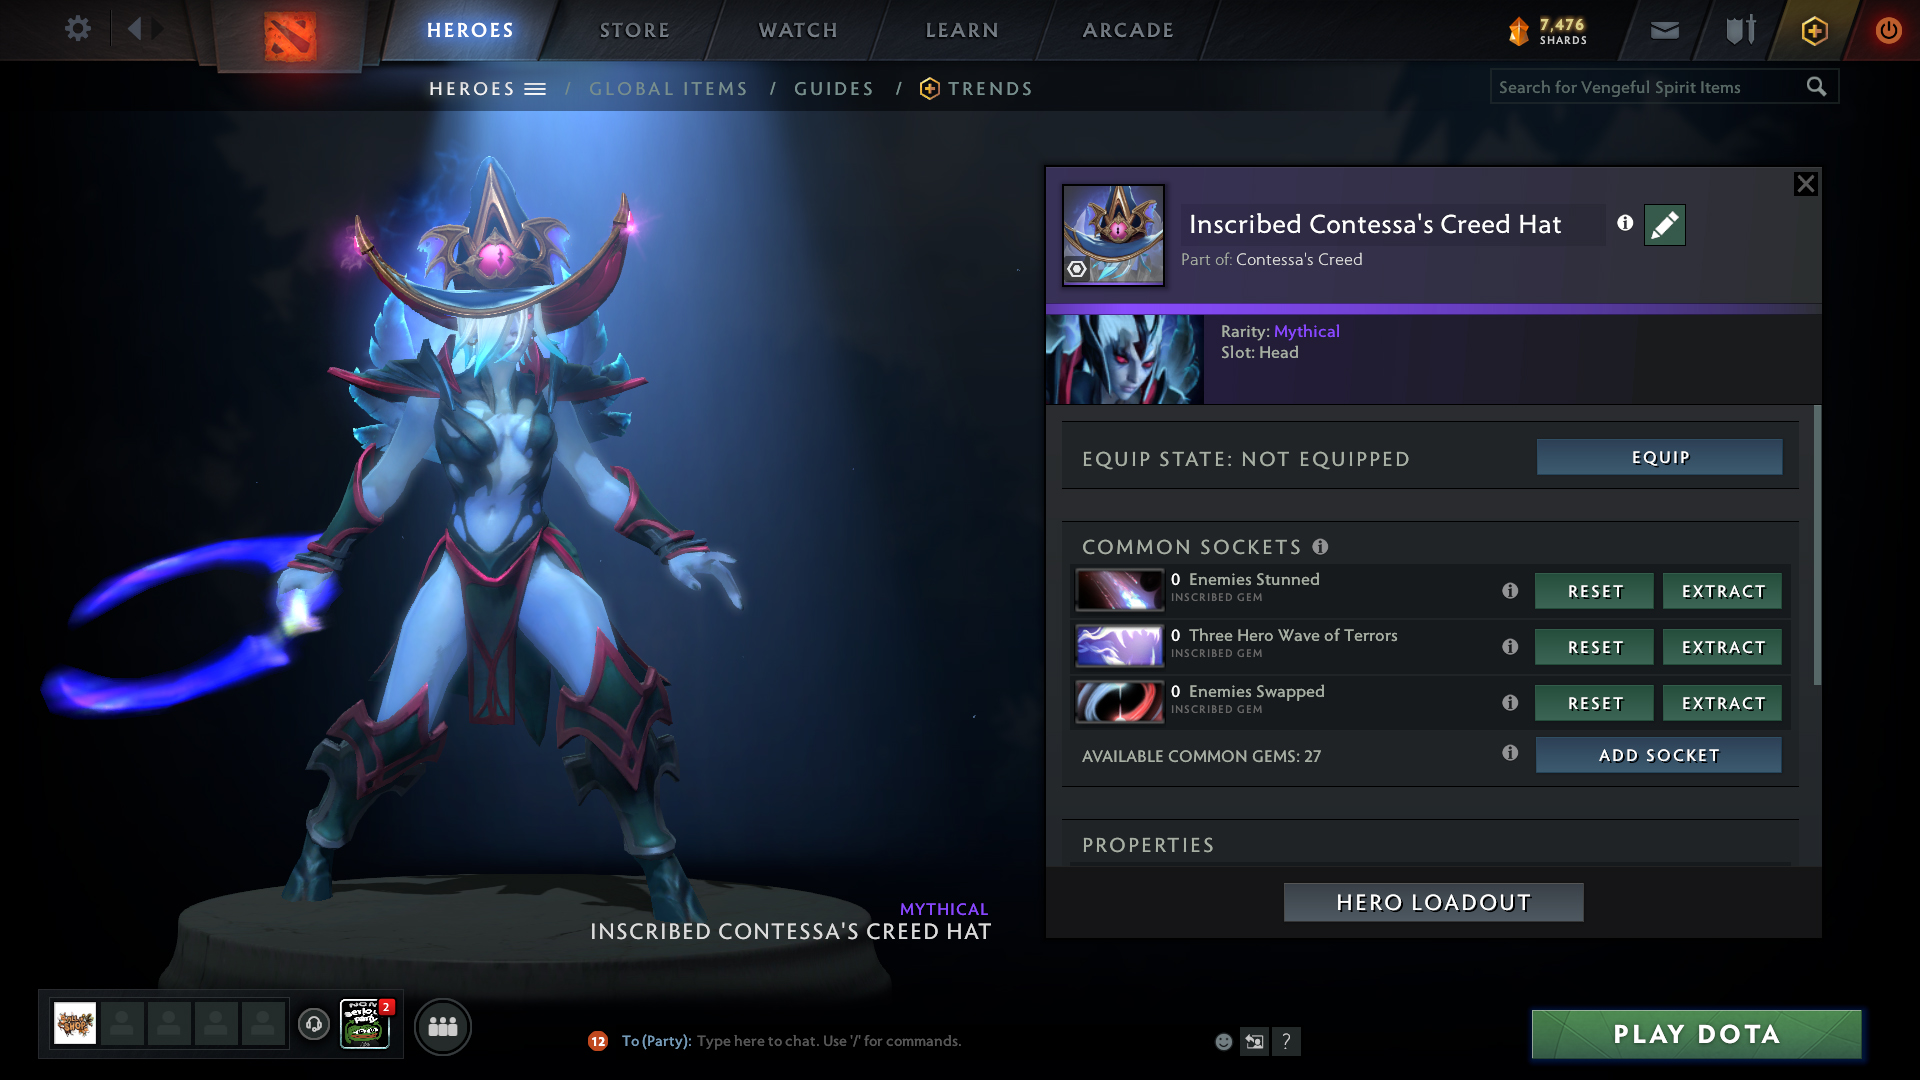 HEROES
STORE
WATCH
LEARN
ARCADE
7,476
SHARDS
HEROES / GLOBAL ITEMS / GUIDES / TRENDS
Search for Vengeful Spirit Items
Inscribed Contessa's Creed Hat
Part of: Contessa's Creed
Rarity: Mythical
Slot: Head
EQUIP STATE: NOT EQUIPPED
EQUIP
COMMON SOCKETS
0 Enemies Stunned
INSCRIBED GEM
RESET
EXTRACT
0 Three Hero Wave of Terrors
INSCRIBED GEM
RESET
EXTRACT
0 Enemies Swapped
INSCRIBED GEM
RESET
EXTRACT
AVAILABLE COMMON GEMS: 27
ADD SOCKET
PROPERTIES
HERO LOADOUT
MYTHICAL
INSCRIBED CONTESSA'S CREED HAT
2
12
To (Party): Type here to chat. Use '/' for commands.
?
PLAY DOTA